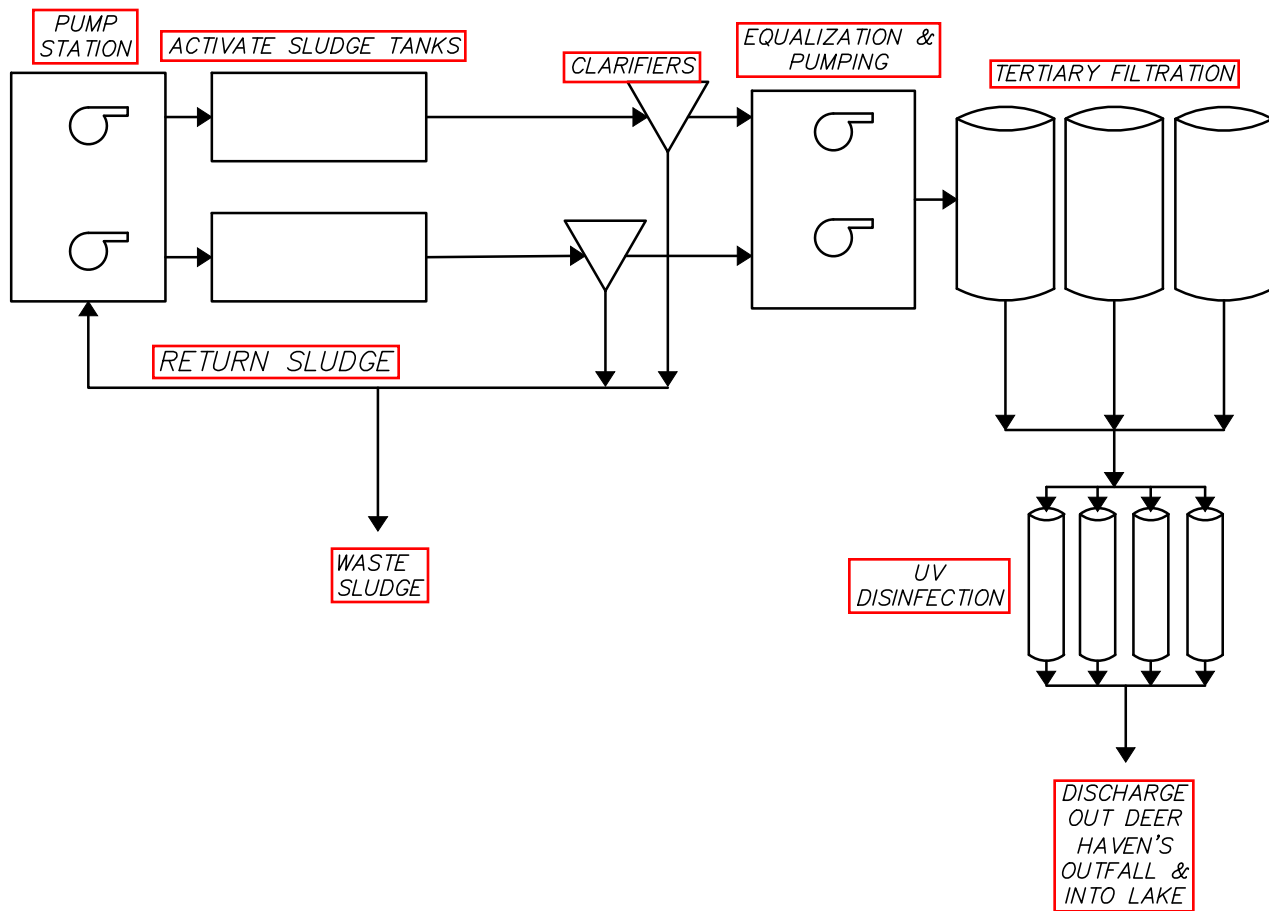 PUMP
STATION
ACTIVATE SLUDGE TANKS
CLARIFIERS
EQUALIZATION &
PUMPING
TERTIARY FILTRATION
RETURN SLUDGE
WASTE
SLUDGE
UV
DISINFECTION
DISCHARGE
OUT DEER
HAVEN'S
OUTFALL &
INTO LAKE